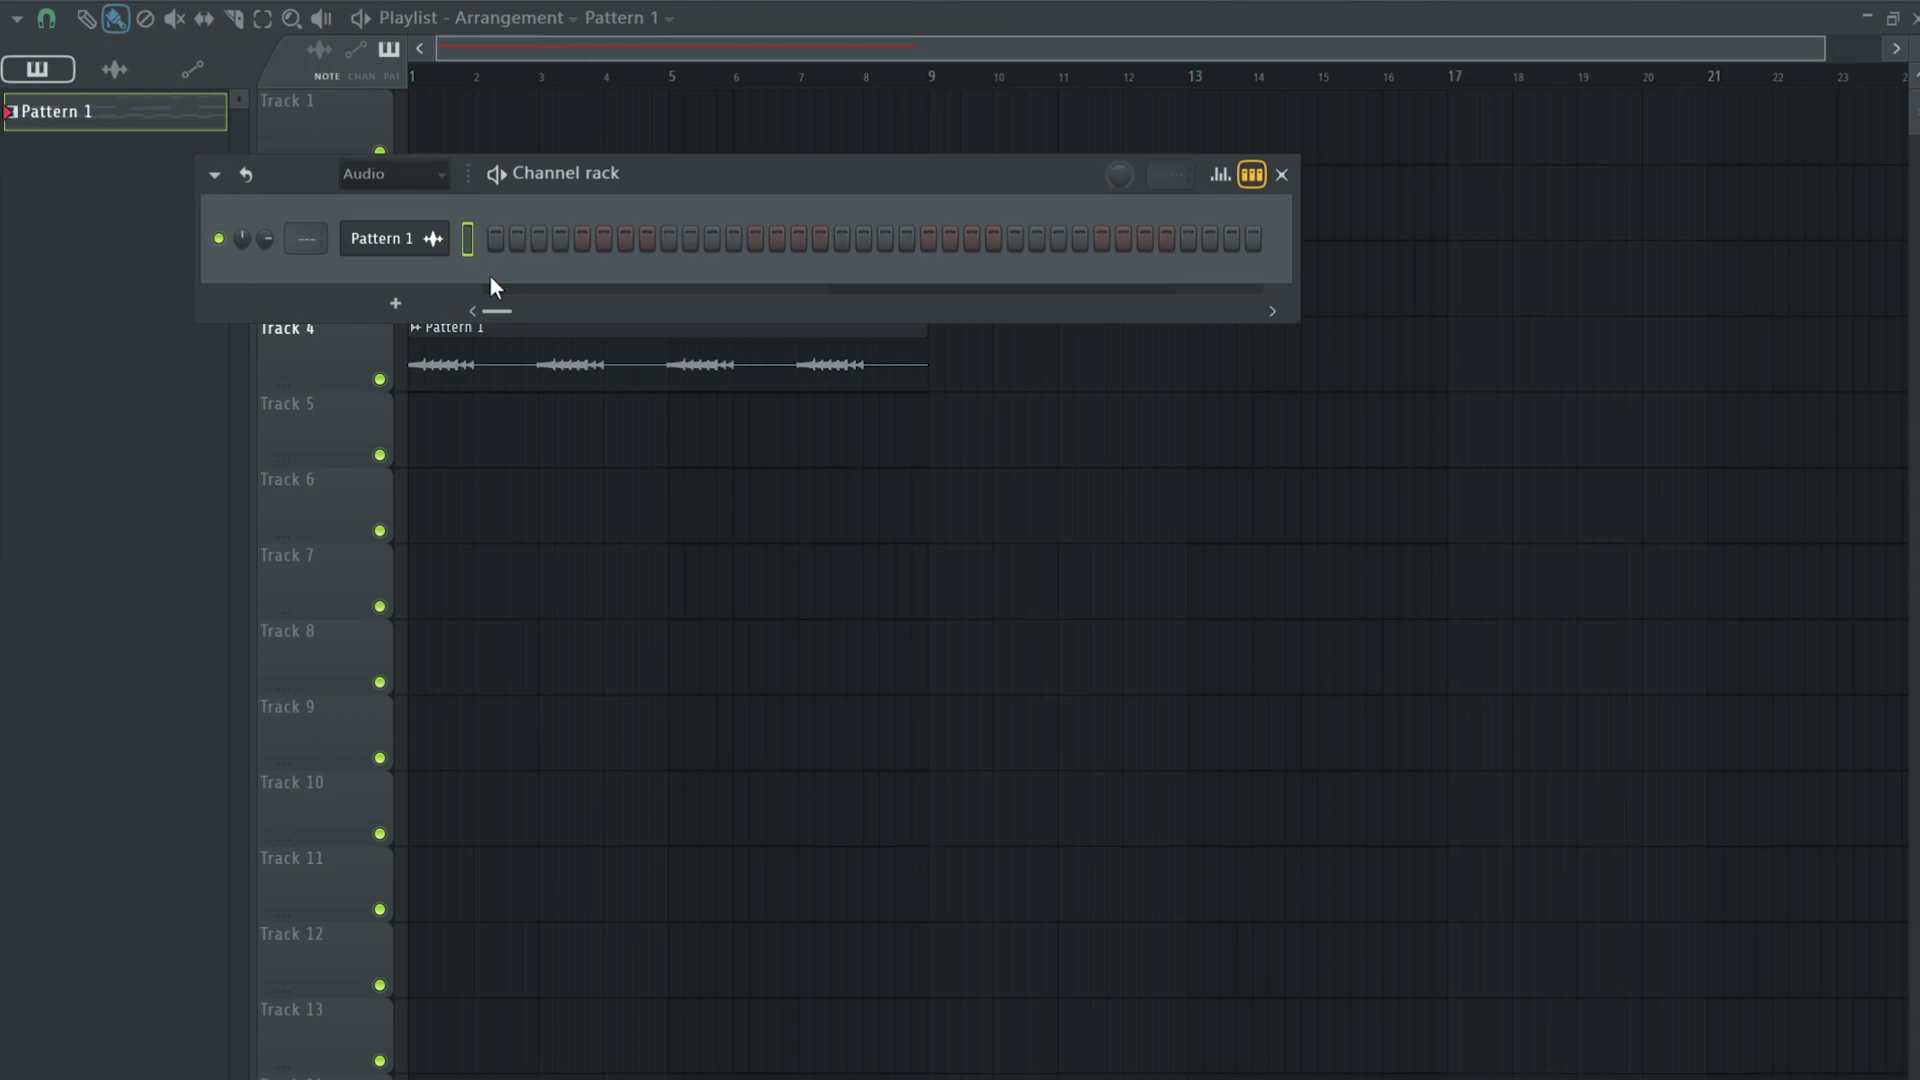 Playlist - Arrangement Pattern 1
NOTE CHAN PAT
1 2 3 4 5 6 7 8 9 10 11 12 13 14 15 16 17 18 19 20 21 22 23
Pattern 1
Track 1
Audio
Channel rack
Pattern 1
Track 4
Pattern 1
Track 5
Track 6
Track 7
Track 8
Track 9
Track 10
Track 11
Track 12
Track 13